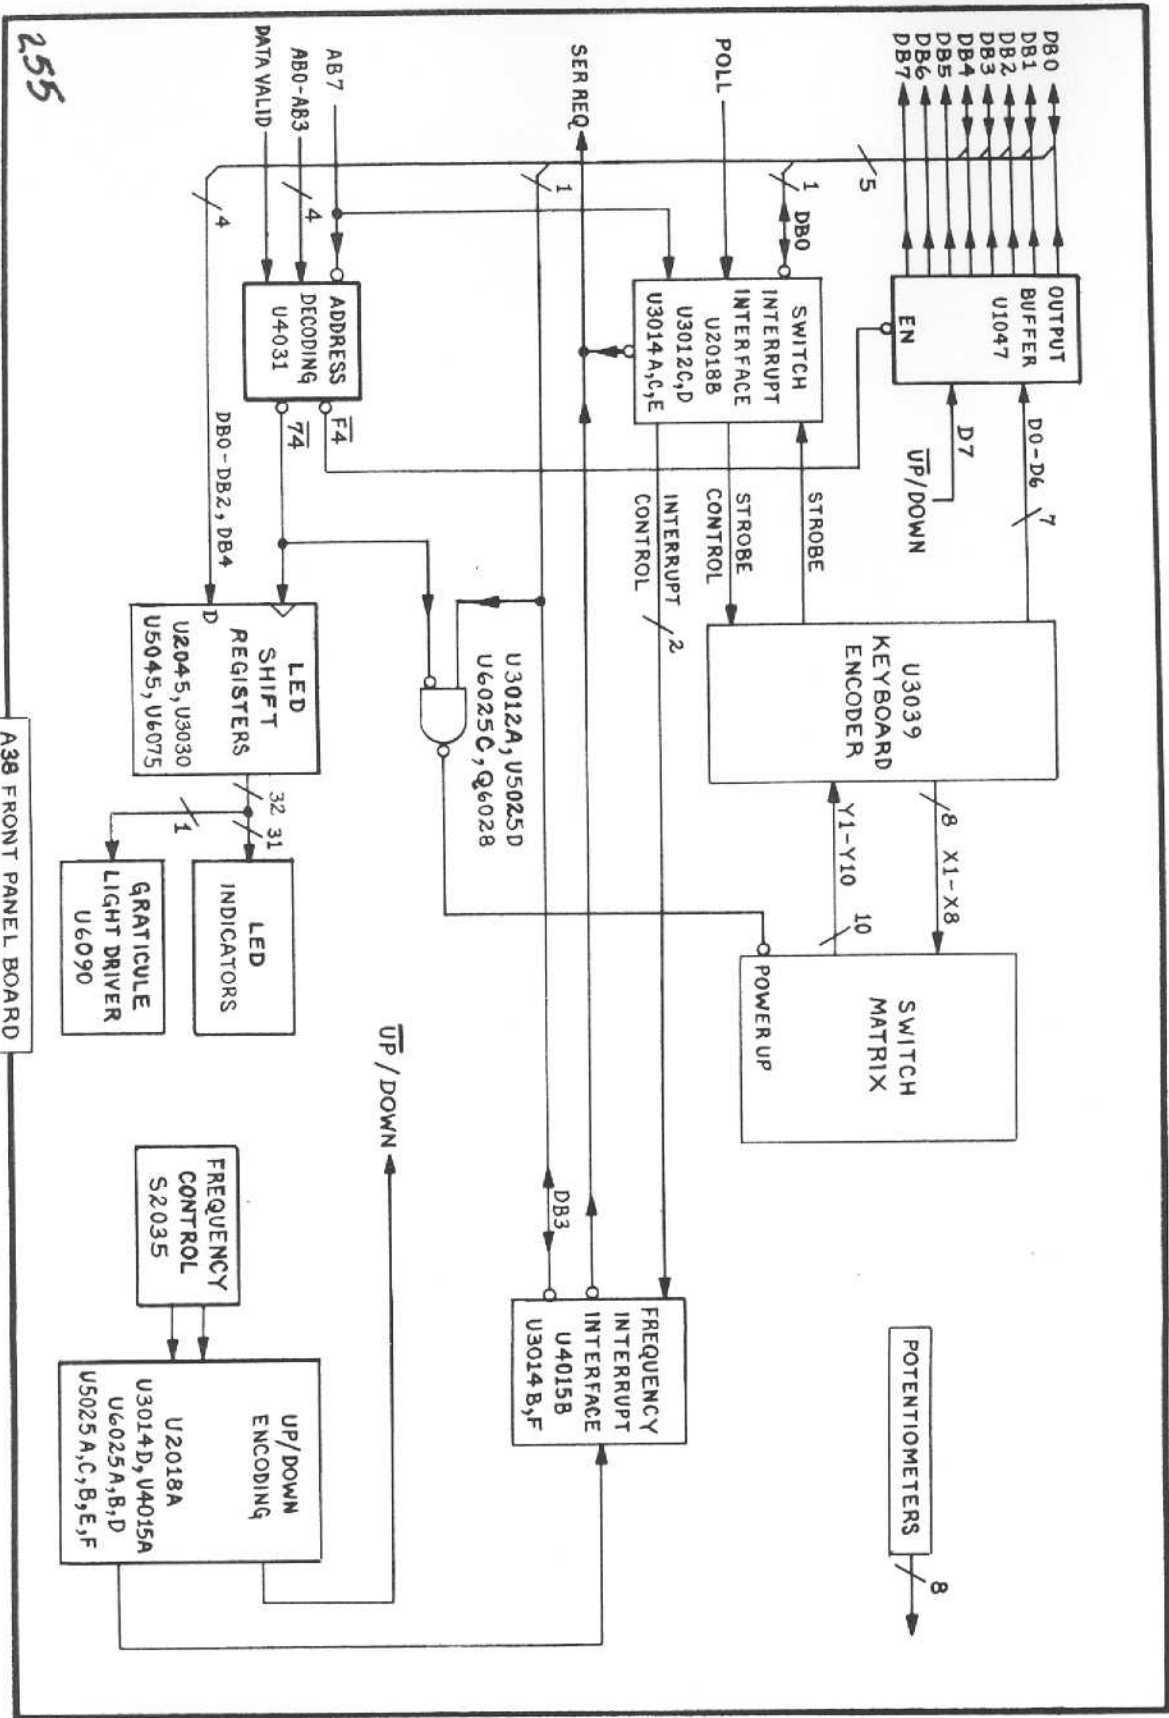 DB0
DB1
DB2
DB3
DB4
DB5
DB6
DB7
POLL
SER REQ
AB7
AB0-AB3
DATA VALID
5
1
DB0
1
4
4
OUTPUT
BUFFER
U1047
EN
D7
D0-D6
7
UP/DOWN
SWITCH
INTERRUPT
INTERFACE
U2018B
U3012C,D
U3014A,C,E
STROBE
STROBE
CONTROL
INTERRUPT
CONTROL
2
ADDRESS
DECODING
U4031
F4
74
DB0-DB2, DB4
U3039
KEYBOARD
ENCODER
8
X1-X8
Y1-Y10
10
SWITCH
MATRIX
POWER UP
U3012A, U5025D
U6025C, Q6028
LED
SHIFT
REGISTERS
U2045, U3030
U5045, U6075
D
32
31
1
LED
INDICATORS
GRATICULE
LIGHT DRIVER
U6090
UP/DOWN
DB3
FREQUENCY
INTERRUPT
INTERFACE
U4015B
U3014B,F
FREQUENCY
CONTROL
S2035
UP/DOWN
ENCODING
U2018A
U3014D, U4015A
U6025A,B,D
U5025A,C,B,E,F
POTENTIOMETERS
8
A38 FRONT PANEL BOARD
255